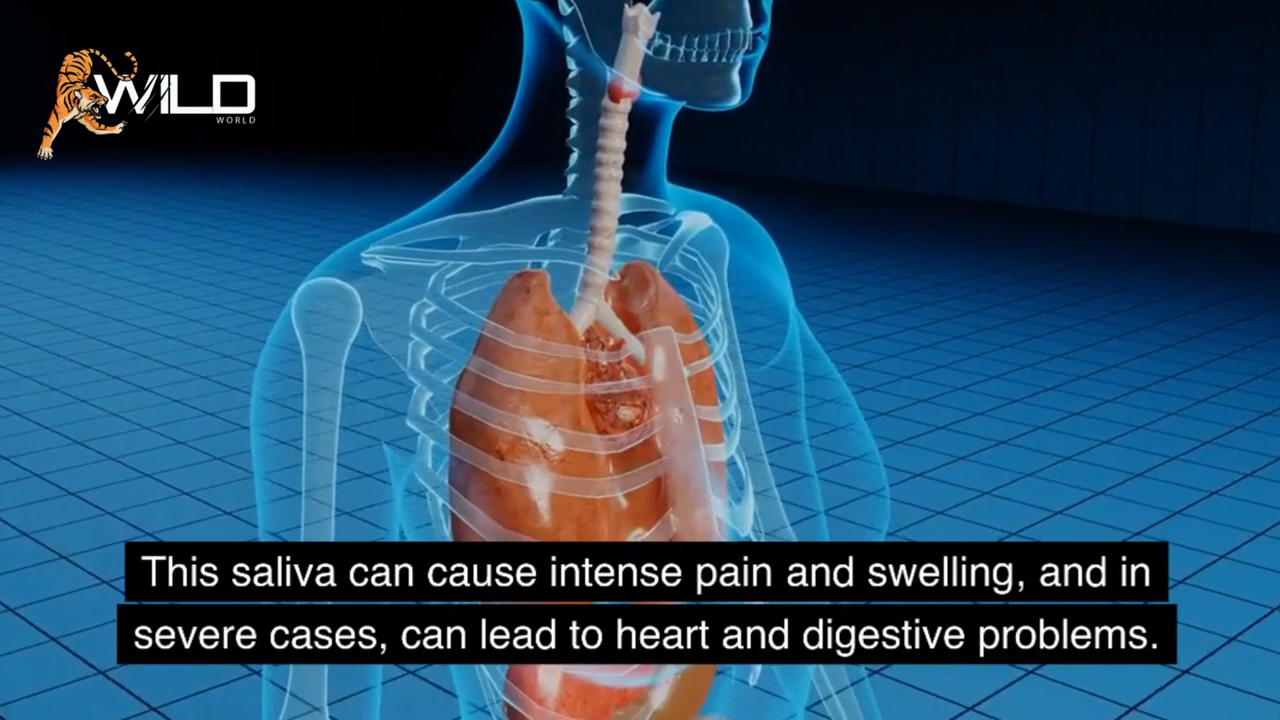 WILD
WORLD
This saliva can cause intense pain and swelling, and in
severe cases, can lead to heart and digestive problems.